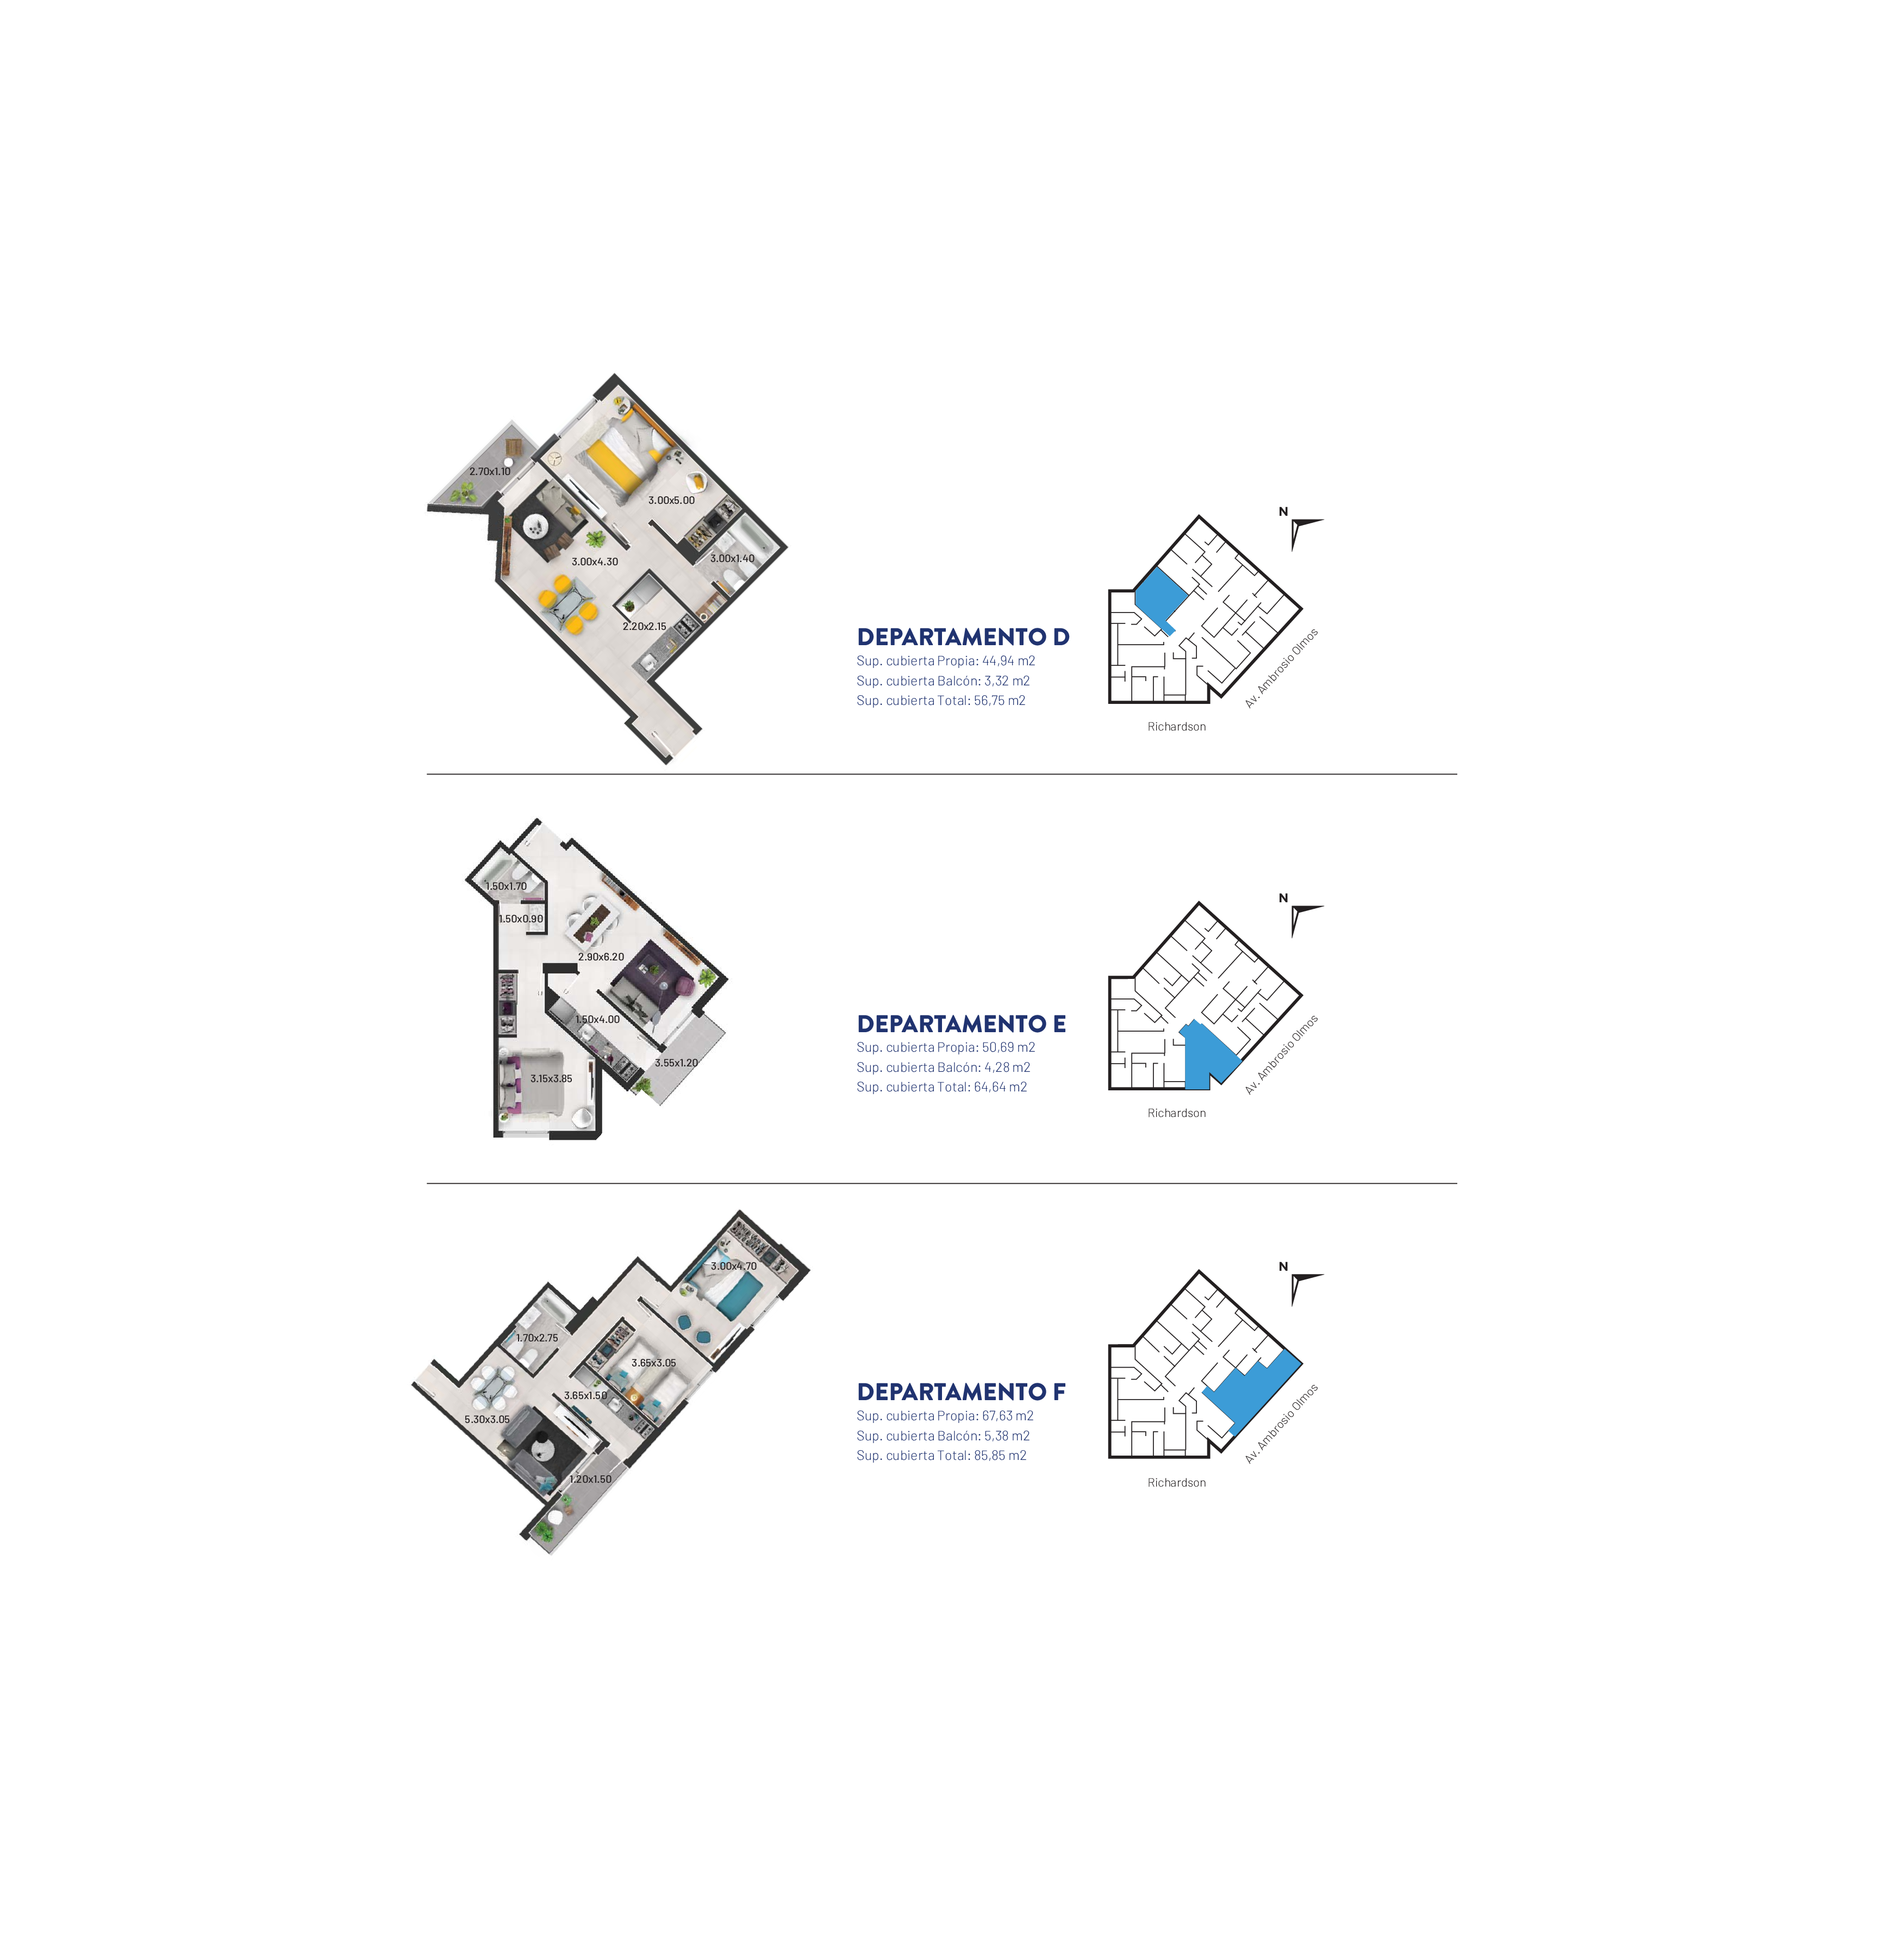 2.70x1.10
3.00x5.00
3.00x4.30
3.00x1.40
2.20x2.15
DEPARTAMENTO D
Sup. cubierta Propia: 44,94 m2
Sup. cubierta Balcón: 3,32 m2
Sup. cubierta Total: 56,75 m2
N
Av. Ambrosio Olmos
Richardson
1.50x1.70
1.50x0.90
2.90x6.20
1.50x4.00
3.55x1.20
3.15x3.85
DEPARTAMENTO E
Sup. cubierta Propia: 50,69 m2
Sup. cubierta Balcón: 4,28 m2
Sup. cubierta Total: 64,64 m2
N
Av. Ambrosio Olmos
Richardson
3.00x4.70
1.70x2.75
3.65x3.05
3.65x1.50
5.30x3.05
1.20x1.50
DEPARTAMENTO F
Sup. cubierta Propia: 67,63 m2
Sup. cubierta Balcón: 5,38 m2
Sup. cubierta Total: 85,85 m2
N
Av. Ambrosio Olmos
Richardson